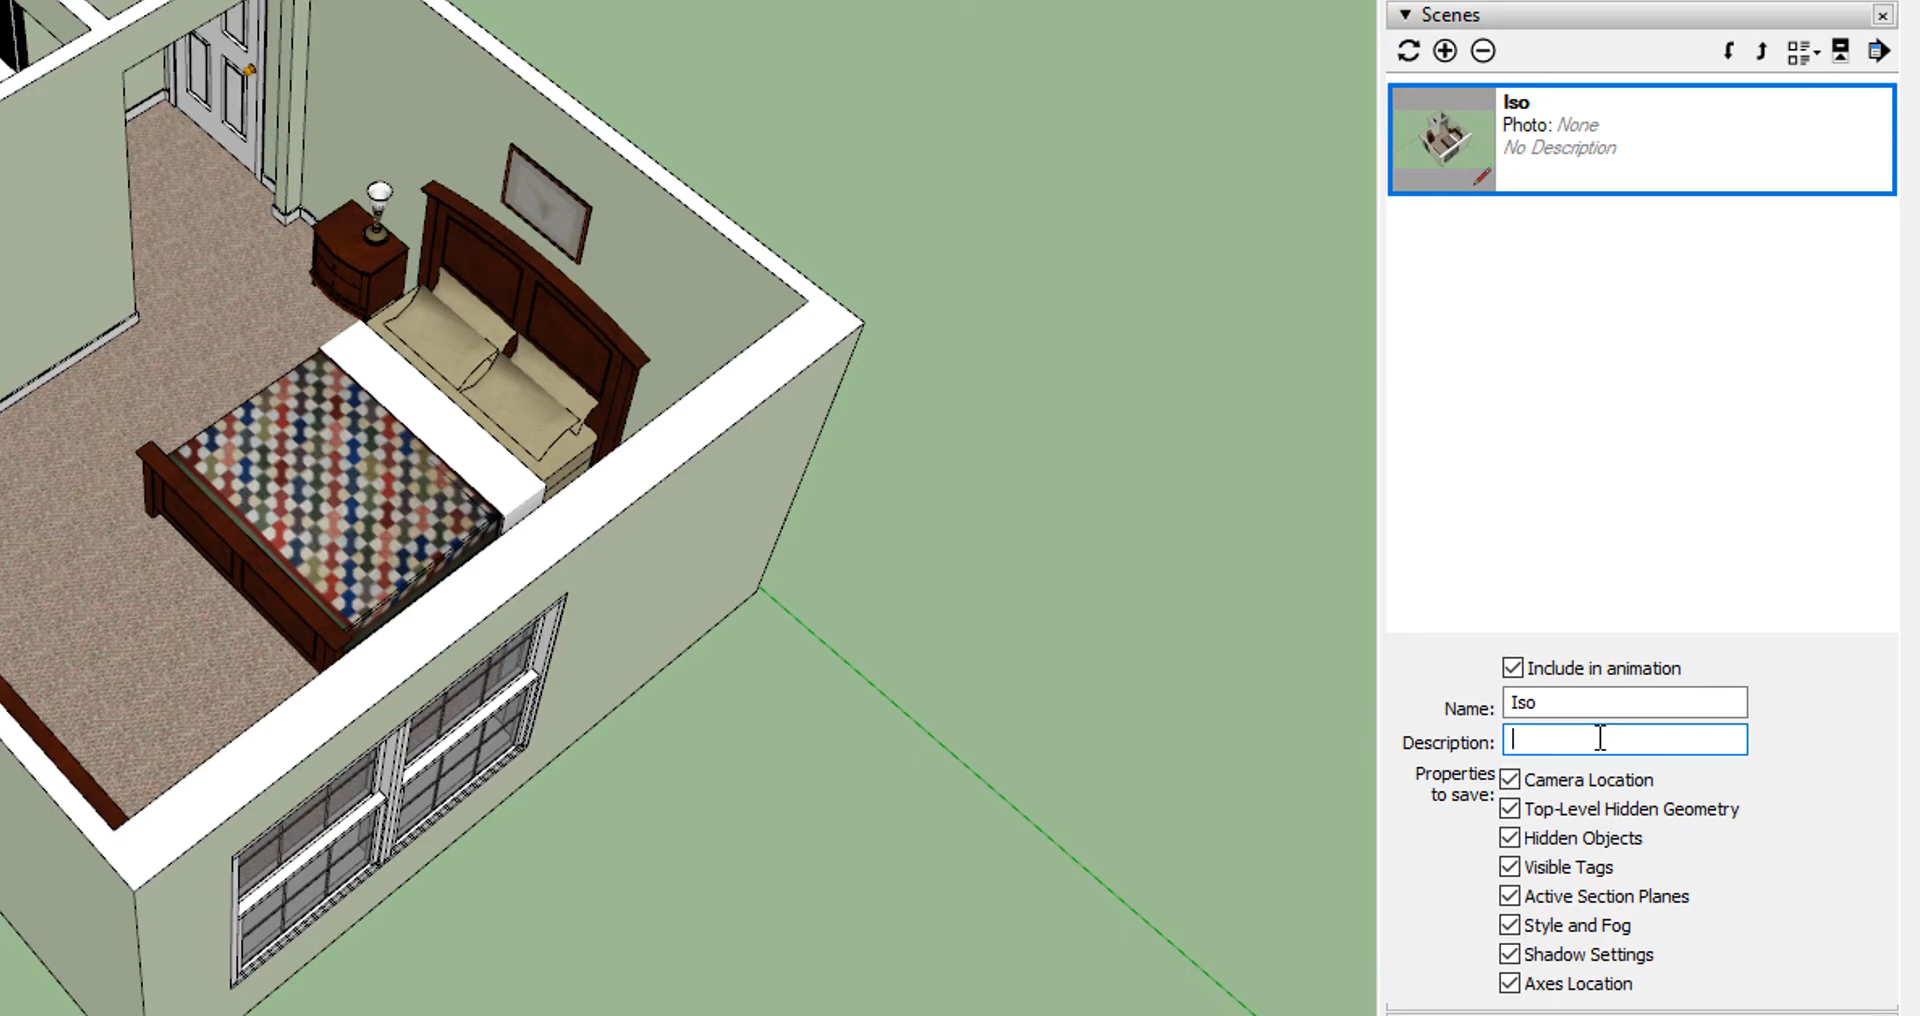 Scenes
Iso
Photo: None
No Description
Include in animation
Name: Iso
Description:
Properties to save:
Camera Location
Top-Level Hidden Geometry
Hidden Objects
Visible Tags
Active Section Planes
Style and Fog
Shadow Settings
Axes Location